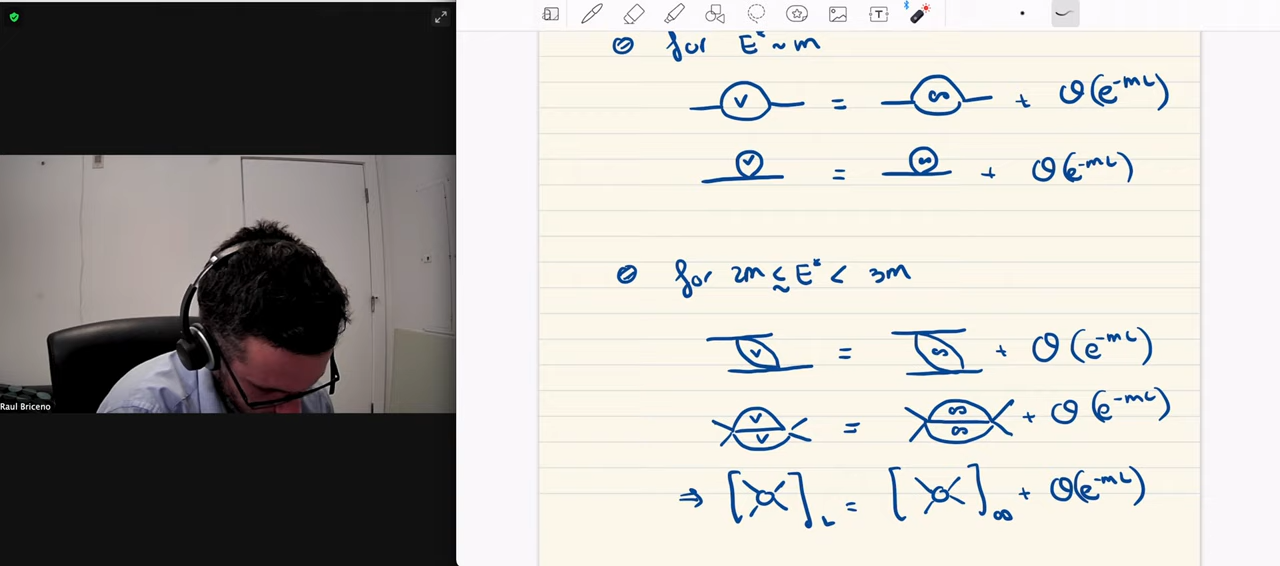 for E* ~ m
V = ∞ + O(e^-mL)
V = ∞ + O(e^-mL)
for 2m ≲ E* < 3m
V = ∞ + O(e^-mL)
V V = ∞ ∞ + O(e^-mL)
⇒ [ ]_L = [ ]_∞ + O(e^-mL)
Raul Briceno
T